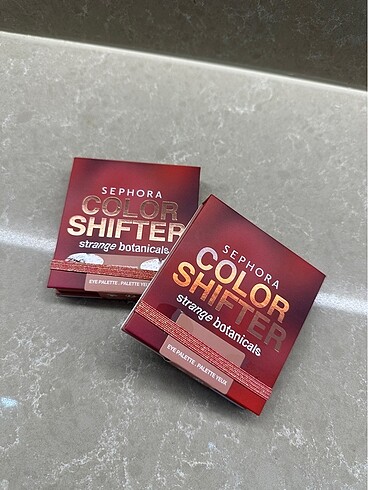 SEPHORA
COLOR
SHIFTER
strange botanicals
EYE PALETTE . PALETTE YEUX
SEPHORA
COLOR
SHIFTER
strange botanicals
EYE PALETTE . PALETTE YEUX